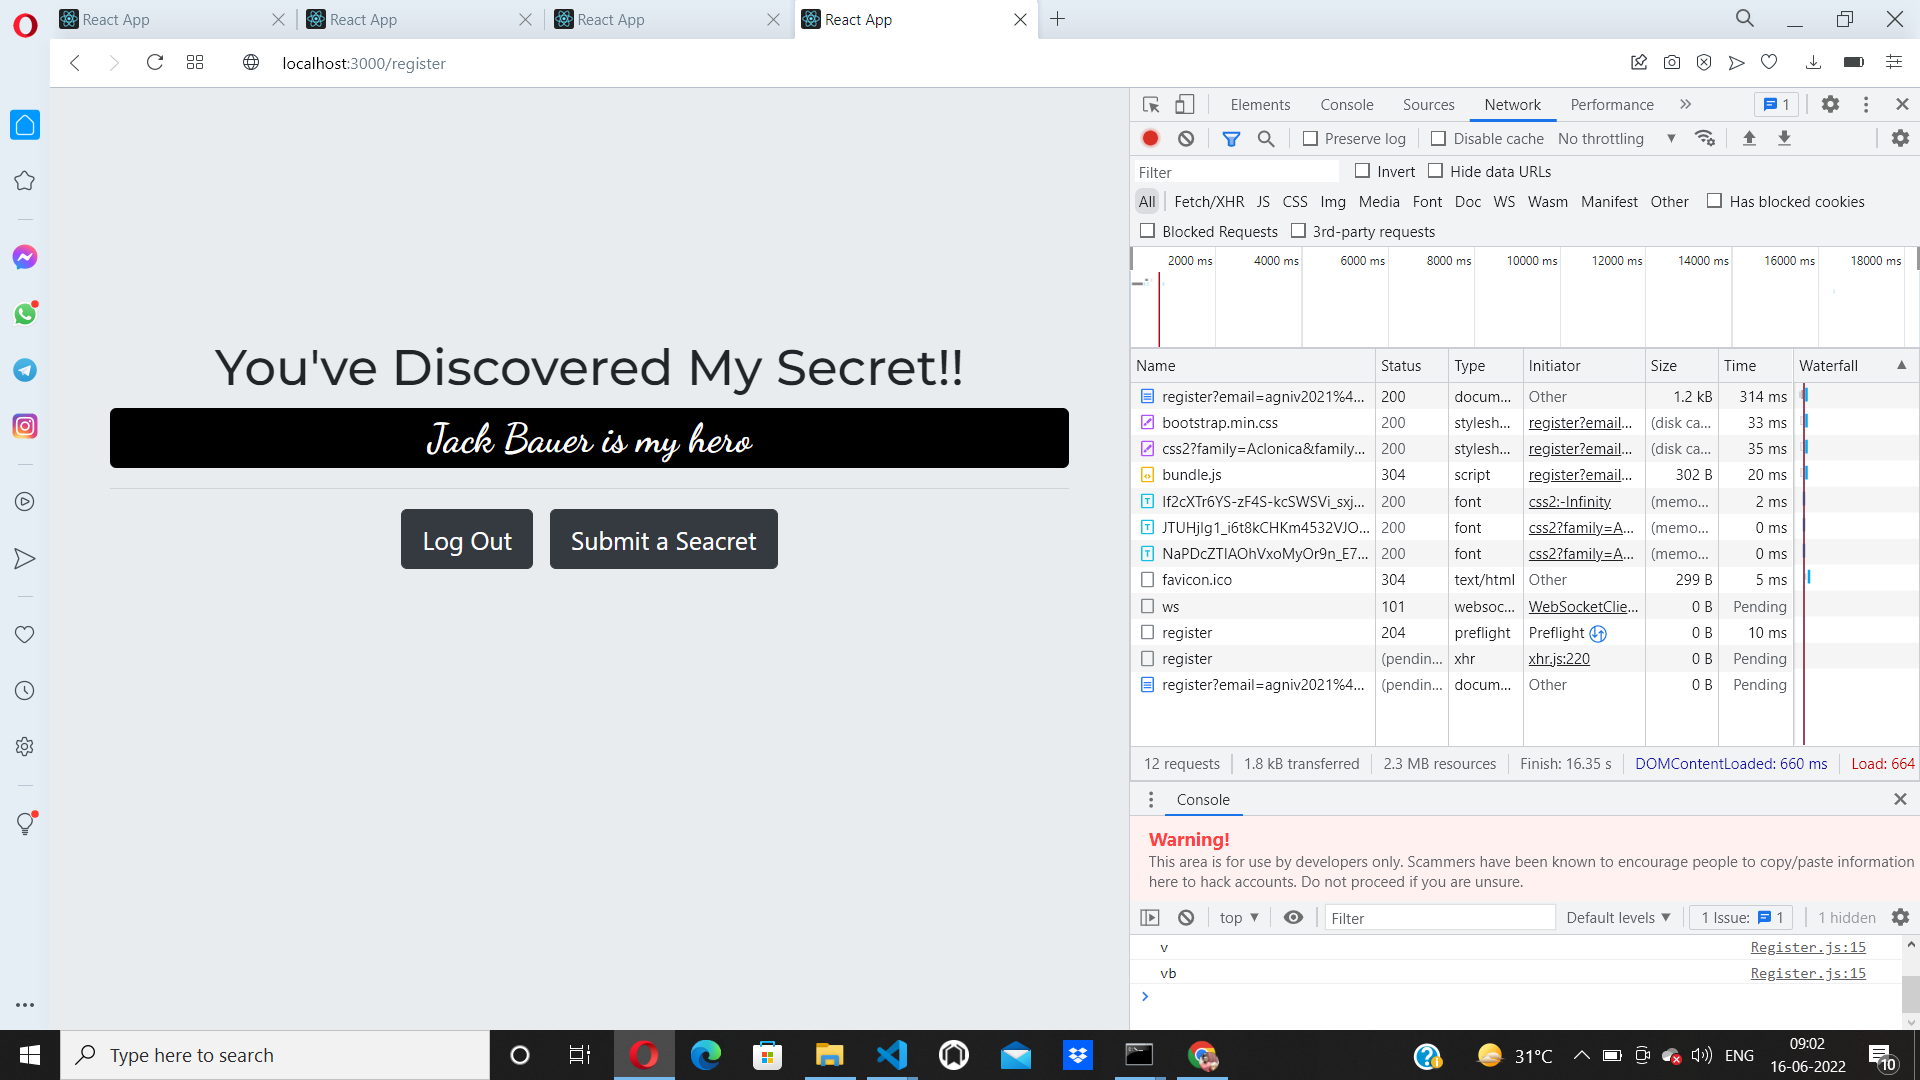 React App
React App
React App
React App
localhost:3000/register
Elements Console Sources Network Performance 1
Preserve log Disable cache No throttling
Filter Invert Hide data URLs
All Fetch/XHR JS CSS Img Media Font Doc WS Wasm Manifest Other Has blocked cookies
Blocked Requests 3rd-party requests
2000 ms 4000 ms 6000 ms 8000 ms 10000 ms 12000 ms 14000 ms 16000 ms 18000 ms
You've Discovered My Secret!!
Jack Bauer is my hero
Log Out Submit a Seacret
Name Status Type Initiator Size Time Waterfall
register?email=agniv2021%4... 200 docum... Other 1.2 kB 314 ms
bootstrap.min.css 200 stylesh... register?email... (disk ca... 33 ms
css2?family=Aclonica&family... 200 stylesh... register?email... (disk ca... 35 ms
bundle.js 304 script register?email... 302 B 20 ms
If2cXTr6YS-zF4S-kcSWSVi_sxj... 200 font css2:-Infinity (memo... 2 ms
JTUHjIg1_i6t8kCHKm4532VJO... 200 font css2?family=A... (memo... 0 ms
NaPDcZTIAOhVxoMyOr9n_E7... 200 font css2?family=A... (memo... 0 ms
favicon.ico 304 text/html Other 299 B 5 ms
ws 101 websoc... WebSocketClie... 0 B Pending
register 204 preflight Preflight 0 B 10 ms
register (pendin... xhr xhr.js:220 0 B Pending
register?email=agniv2021%4... (pendin... docum... Other 0 B Pending
12 requests 1.8 kB transferred 2.3 MB resources Finish: 16.35 s DOMContentLoaded: 660 ms Load: 664
Console
Warning!
This area is for use by developers only. Scammers have been known to encourage people to copy/paste information
here to hack accounts. Do not proceed if you are unsure.
top Filter Default levels 1 Issue: 1 1 hidden
v Register.js:15
vb Register.js:15
Type here to search
31°C ENG
09:02
16-06-2022
10